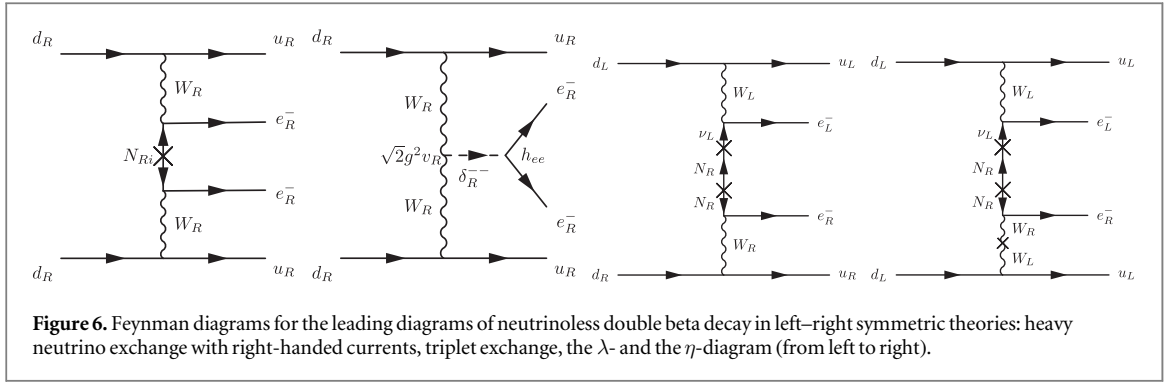 d_R
u_R
W_R
e_R^-
N_{Ri}
e_R^-
W_R
d_R
u_R
d_R
u_R
W_R
e_R^-
√2g²v_R
δ_R^{--}
h_{ee}
W_R
e_R^-
d_R
u_R
d_L
u_L
W_L
ν_L
e_L^-
N_R
N_R
e_R^-
W_R
d_R
u_R
d_L
u_L
W_L
ν_L
e_L^-
N_R
N_R
e_R^-
W_R
W_L
d_L
u_L
Figure 6. Feynman diagrams for the leading diagrams of neutrinoless double beta decay in left–right symmetric theories: heavy
neutrino exchange with right-handed currents, triplet exchange, the λ- and the η-diagram (from left to right).